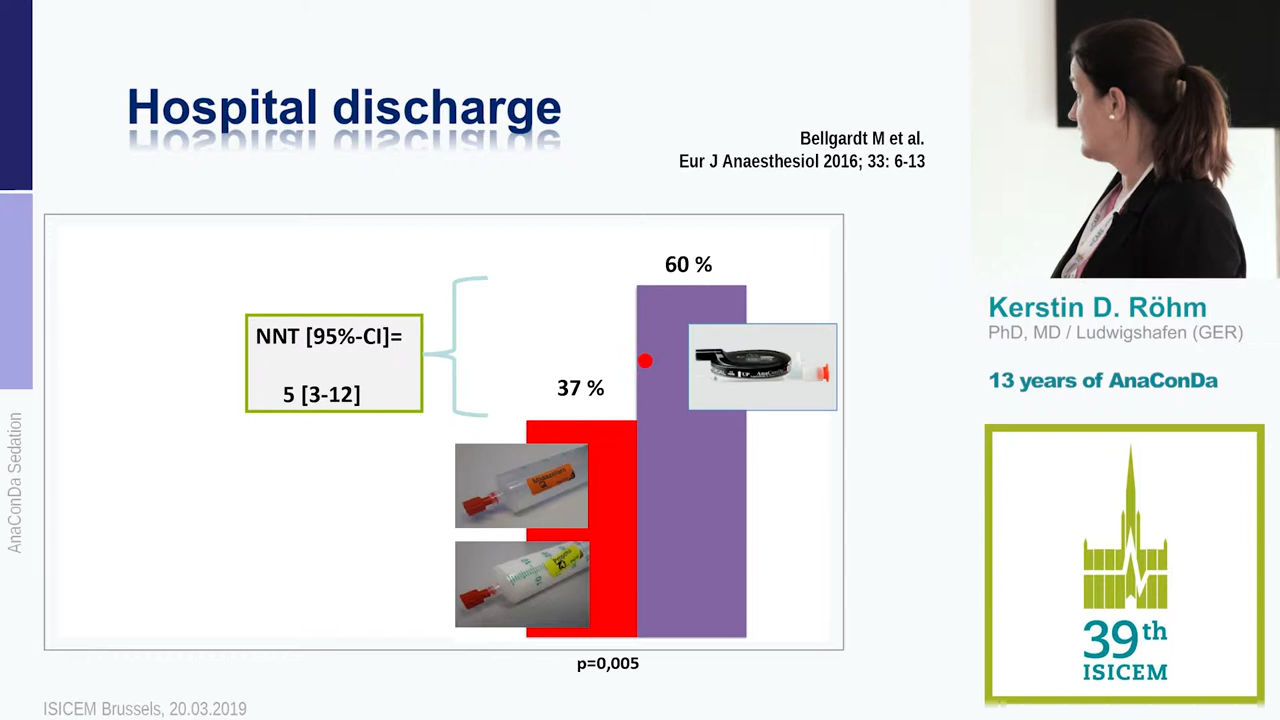 Hospital discharge
Bellgardt M et al.
Eur J Anaesthesiol 2016; 33: 6-13
60 %
NNT [95%-CI]=
5 [3-12]
37 %
p=0,005
AnaConDa Sedation
ISICEM Brussels, 20.03.2019
Kerstin D. Röhm
PhD, MD / Ludwigshafen (GER)
13 years of AnaConDa
39th
ISICEM